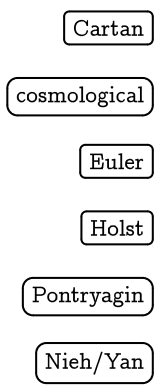 Cartan
cosmological
Euler
Holst
Pontryagin
Nieh/Yan